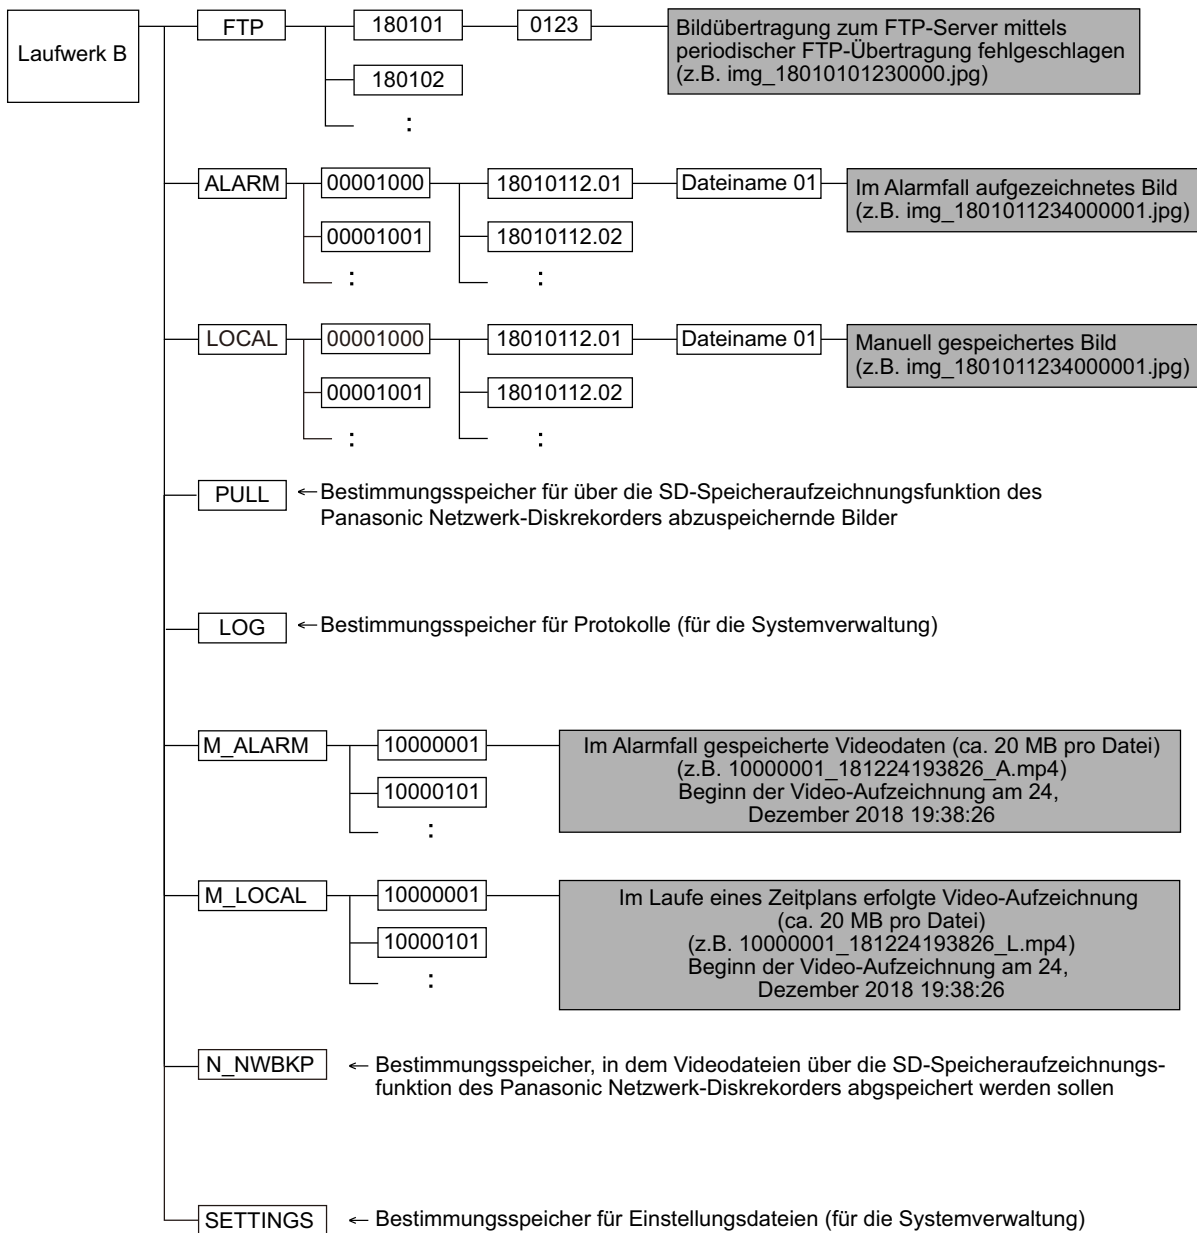 Laufwerk B
FTP
180101
0123
Bildübertragung zum FTP-Server mittels
periodischer FTP-Übertragung fehlgeschlagen
(z.B. img_18010101230000.jpg)
180102
:
ALARM
00001000
18010112.01
Dateiname 01
Im Alarmfall aufgezeichnetes Bild
(z.B. img_1801011234000001.jpg)
00001001
18010112.02
:
:
LOCAL
00001000
18010112.01
Dateiname 01
Manuell gespeichertes Bild
(z.B. img_1801011234000001.jpg)
00001001
18010112.02
:
:
PULL
←Bestimmungsspeicher für über die SD-Speicheraufzeichnungsfunktion des
Panasonic Netzwerk-Diskrekorders abzuspeichernde Bilder
LOG
←Bestimmungsspeicher für Protokolle (für die Systemverwaltung)
M_ALARM
10000001
Im Alarmfall gespeicherte Videodaten (ca. 20 MB pro Datei)
(z.B. 10000001_181224193826_A.mp4)
Beginn der Video-Aufzeichnung am 24,
Dezember 2018 19:38:26
10000101
:
M_LOCAL
10000001
Im Laufe eines Zeitplans erfolgte Video-Aufzeichnung
(ca. 20 MB pro Datei)
(z.B. 10000001_181224193826_L.mp4)
Beginn der Video-Aufzeichnung am 24,
Dezember 2018 19:38:26
10000101
:
N_NWBKP
← Bestimmungsspeicher, in dem Videodateien über die SD-Speicheraufzeichnungs-
funktion des Panasonic Netzwerk-Diskrekorders abgspeichert werden sollen
SETTINGS
← Bestimmungsspeicher für Einstellungsdateien (für die Systemverwaltung)